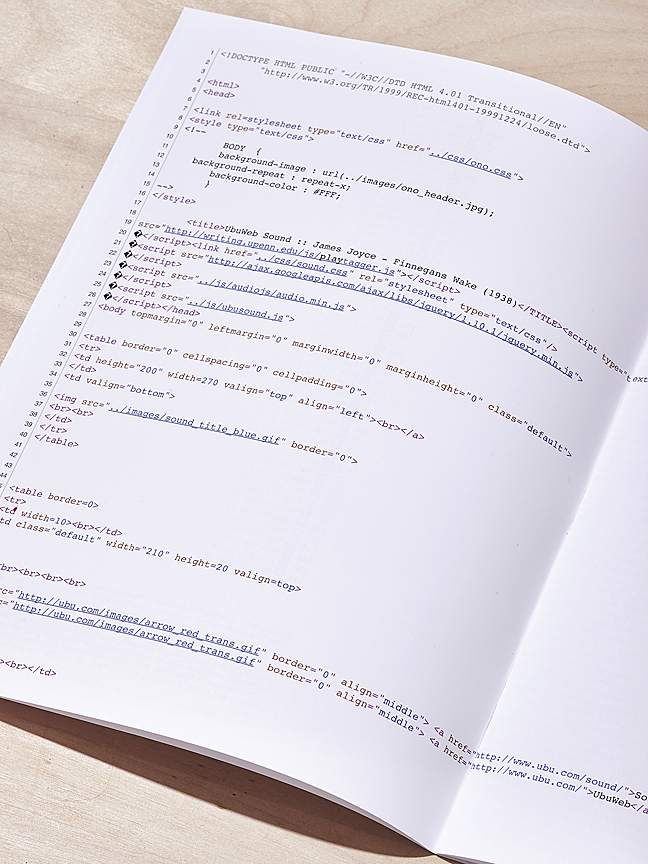 1 <!DOCTYPE HTML PUBLIC "-//W3C//DTD HTML 4.01 Transitional//EN"
2 "http://www.w3.org/TR/1999/REC-html401-19991224/loose.dtd">
3
4 <html>
5 <head>
6
7 <link rel=stylesheet type="text/css" href="../css/ono.css">
8 <style type="text/css">
9 <!--
10 BODY {
11 background-image : url(../images/ono_header.jpg);
12 background-repeat : repeat-x;
13 background-color : #FFF;
14 }
15 -->
16 </style>
17
18 <title>UbuWeb Sound :: James Joyce - Finnegans Wake (1938)</TITLE><script type="text
19 src="http://writing.upenn.edu/js/playtagger.js"></script>
20 �</script><link href="../css/sound.css" rel="stylesheet" type="text/css"/>
21 �<script src="http://ajax.googleapis.com/ajax/libs/jquery/1.10.1/jquery.min.js">
22 �</script>
23 �<script src="../js/audiojs/audio.min.js">
24 �</script>
25 �<script src="../js/ubusound.js">
26 �</script></head>
27 <body topmargin="0" leftmargin="0" marginwidth="0" marginheight="0" class="default">
28
29
30 <table border="0" cellspacing="0" cellpadding="0">
31 <tr>
32 <td height="200" width=270 valign="top" align="left"><br></a>
33 </td>
34 <td valign="bottom">
35
36 <img src="../images/sound_title_blue.gif" border="0">
37 <br><br>
38 </td>
39 </tr>
40 </table>
41
42
43
44
<table border=0>
<tr>
<td width=10><br></td>
td class="default" width="210" height=20 valign=top>
br><br><br><br>
c="http://ubu.com/images/arrow_red_trans.gif" border="0" align="middle"> <a href="http://www.ubu.com/sound/">So
c="http://ubu.com/images/arrow_red_trans.gif" border="0" align="middle"> <a href="http://www.ubu.com/">UbuWeb</a
><br></td>